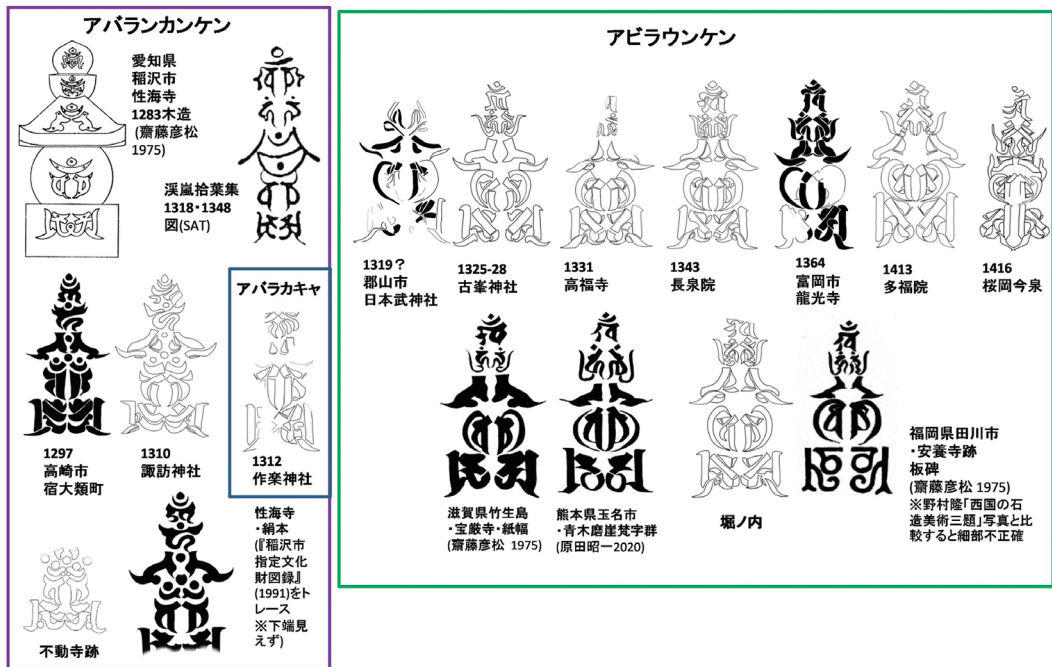 アバランカンケン
愛知県
稲沢市
性海寺
1283木造
(齋藤彦松
1975)
渓嵐拾葉集
1318・1348
図(SAT)
1297
高崎市
宿大類町
1310
諏訪神社
アバラカキャ
1312
作楽神社
不動寺跡
性海寺
・絹本
(『稲沢市
指定文化
財図録』
(1991)をト
レース
※下端見
えず)
アビラウンケン
1319?
郡山市
日本武神社
1325-28
古峯神社
1331
高福寺
1343
長泉院
1364
富岡市
龍光寺
1413
多福院
1416
桜岡今泉
滋賀県竹生島
・宝厳寺・紙幅
(齋藤彦松 1975)
熊本県玉名市
・青木磨崖梵字群
(原田昭一2020)
堀ノ内
福岡県田川市
・安養寺跡
板碑
(齋藤彦松 1975)
※野村隆「西国の石
造美術三題」写真と比
較すると細部不正確